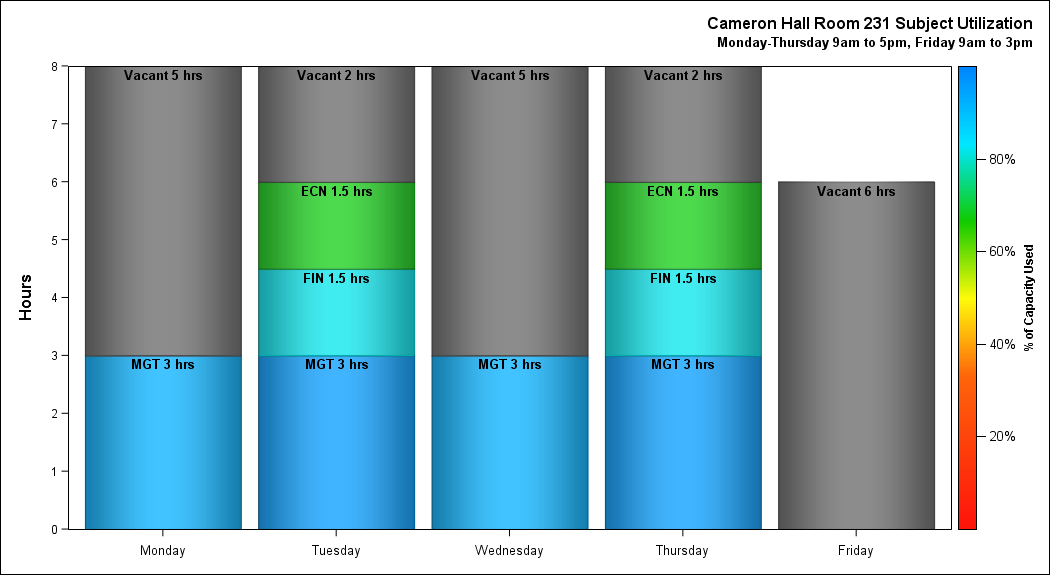 Cameron Hall Room 231 Subject Utilization
Monday-Thursday 9am to 5pm, Friday 9am to 3pm
Hours
8
7
6
5
4
3
2
1
0
Vacant 5 hrs
MGT 3 hrs
Vacant 2 hrs
ECN 1.5 hrs
FIN 1.5 hrs
MGT 3 hrs
Vacant 5 hrs
MGT 3 hrs
Vacant 2 hrs
ECN 1.5 hrs
FIN 1.5 hrs
MGT 3 hrs
Vacant 6 hrs
Monday
Tuesday
Wednesday
Thursday
Friday
80%
60%
40%
20%
% of Capacity Used